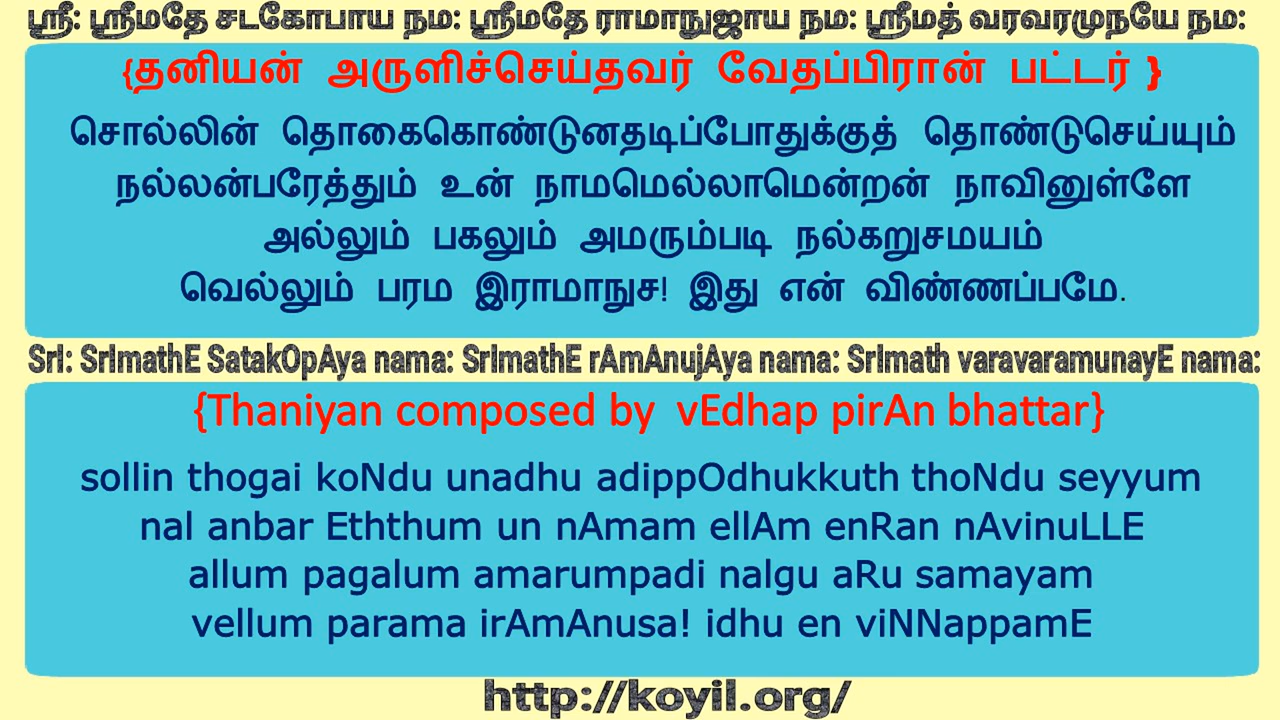 ஸ்ரீ: ஸ்ரீமதே சடகோபாய நம: ஸ்ரீமதே ராமாநுஜாய நம: ஸ்ரீமத் வரவரமுநயே நம:
{தனியன் அருளிச்செய்தவர் வேதப்பிரான் பட்டர் }
சொல்லின் தொகைகொண்டுனதடிப்போதுக்குத் தொண்டுசெய்யும்
நல்லன்பரேத்தும் உன் நாமமெல்லாமென்றன் நாவினுள்ளே
அல்லும் பகலும் அமரும்படி நல்கறுசமயம்
வெல்லும் பரம இராமாநுச! இது என் விண்ணப்பமே.
SrI: SrImathE SatakOpAya nama: SrImathE rAmAnujAya nama: SrImath varavaramunayE nama:
{Thaniyan composed by vEdhap pirAn bhattar}
sollin thogai koNdu unadhu adippOdhukkuth thoNdu seyyum
nal anbar Eththum un nAmam ellAm enRan nAvinuLLE
allum pagalum amarumpadi nalgu aRu samayam
vellum parama irAmAnusa! idhu en viNNappamE
http://koyil.org/